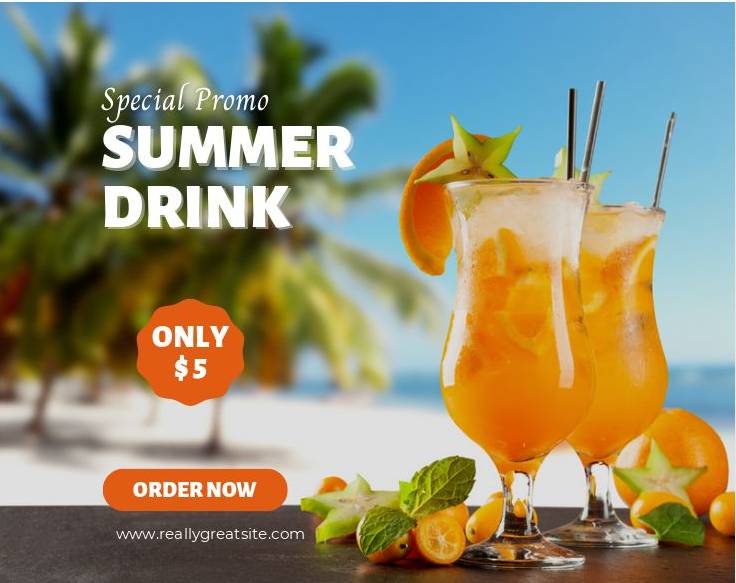 Special Promo
SUMMER
DRINK
ONLY
$5
ORDER NOW
www.reallygreatsite.com